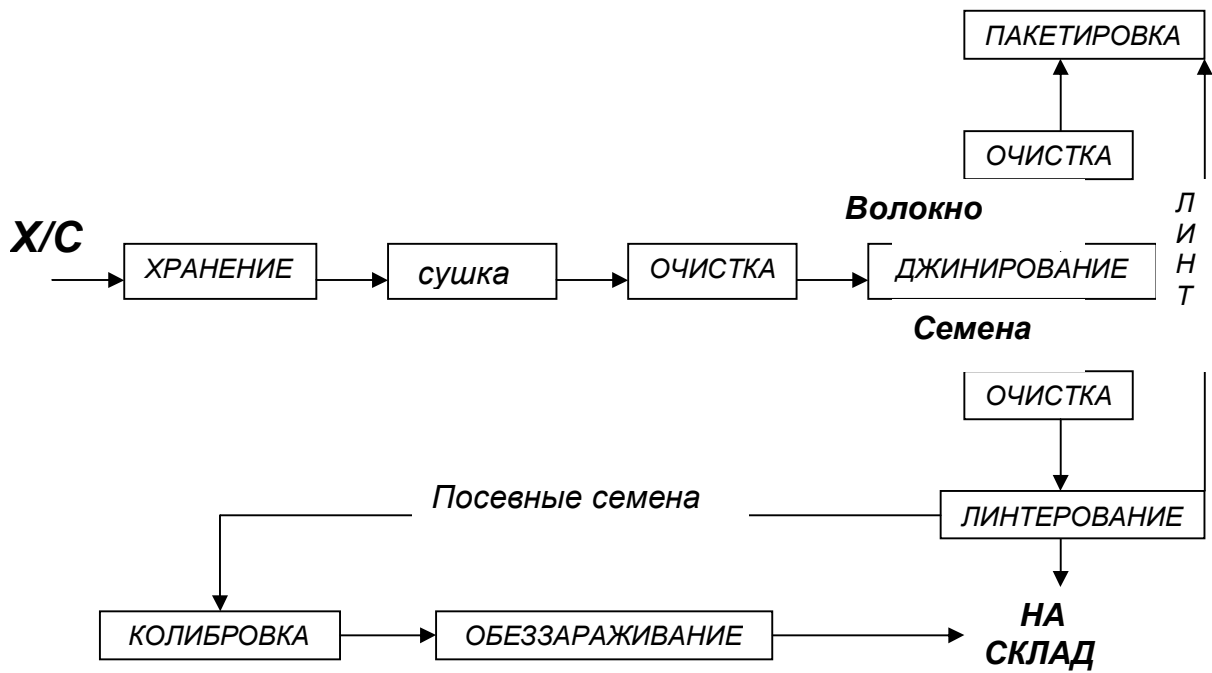 ПАКЕТИРОВКА
ОЧИСТКА
Волокно
Л
И
Н
Т
Х/С
ХРАНЕНИЕ
сушка
ОЧИСТКА
ДЖИНИРОВАНИЕ
Семена
ОЧИСТКА
Посевные семена
ЛИНТЕРОВАНИЕ
КОЛИБРОВКА
ОБЕЗЗАРАЖИВАНИЕ
НА
СКЛАД